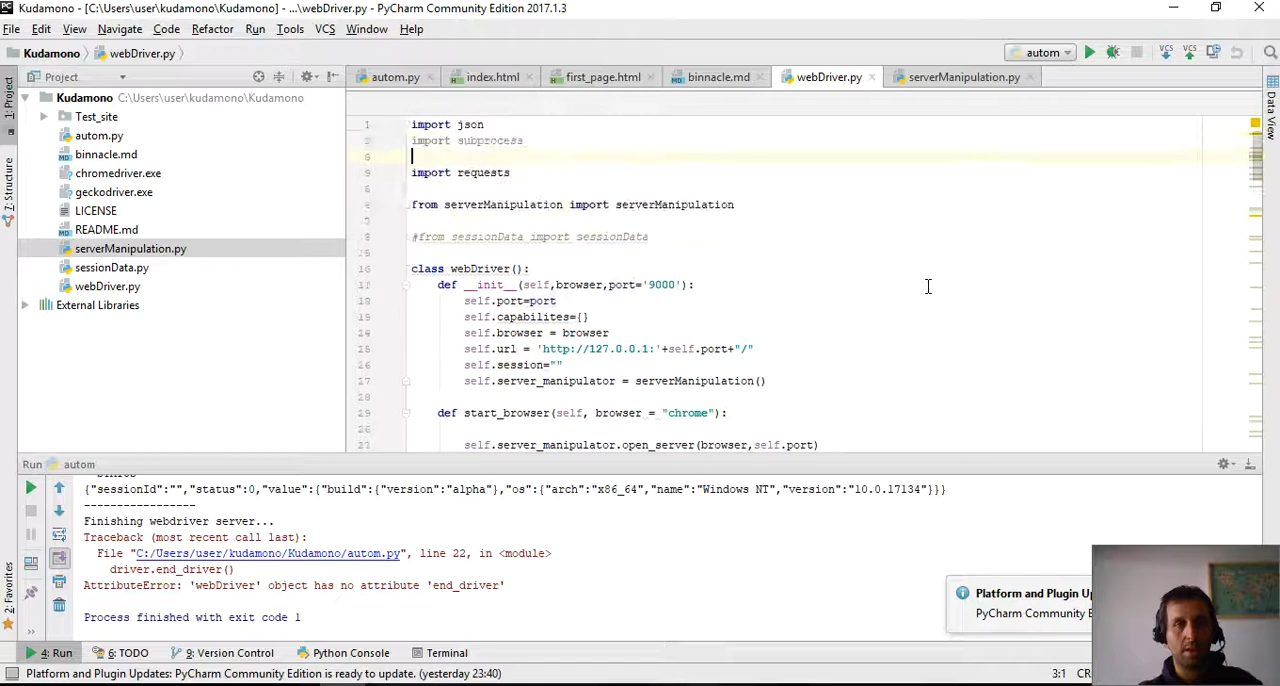 Kudamono - [C:\Users\user\kudamono\Kudamono] - ...\webDriver.py - PyCharm Community Edition 2017.1.3
File Edit View Navigate Code Refactor Run Tools VCS Window Help
Kudamono webDriver.py autom
Project autom.py index.html first_page.html binnacle.md webDriver.py serverManipulation.py
1: Project
7: Structure
2: Favorites
Data View
Kudamono C:\Users\user\kudamono\Kudamono
Test_site
autom.py
binnacle.md
chromedriver.exe
geckodriver.exe
LICENSE
README.md
serverManipulation.py
sessionData.py
webDriver.py
External Libraries
import json
import subprocess
import requests
from serverManipulation import serverManipulation
#from sessionData import sessionData
class webDriver():
def __init__(self,browser,port='9000'):
self.port=port
self.capabilites={}
self.browser = browser
self.url = 'http://127.0.0.1:'+self.port+"/"
self.session=""
self.server_manipulator = serverManipulation()
def start_browser(self, browser = "chrome"):
self.server_manipulator.open_server(browser,self.port)
Run autom
{"sessionId":"","status":0,"value":{"build":{"version":"alpha"},"os":{"arch":"x86_64","name":"Windows NT","version":"10.0.17134"}}}
-----------------
Finishing webdriver server...
Traceback (most recent call last):
File "C:/Users/user/kudamono/Kudamono/autom.py", line 22, in <module>
driver.end_driver()
AttributeError: 'webDriver' object has no attribute 'end_driver'
Process finished with exit code 1
Platform and Plugin Up
PyCharm Community E
4: Run 6: TODO 9: Version Control Python Console Terminal
Platform and Plugin Updates: PyCharm Community Edition is ready to update. (yesterday 23:40) 3:1 CR